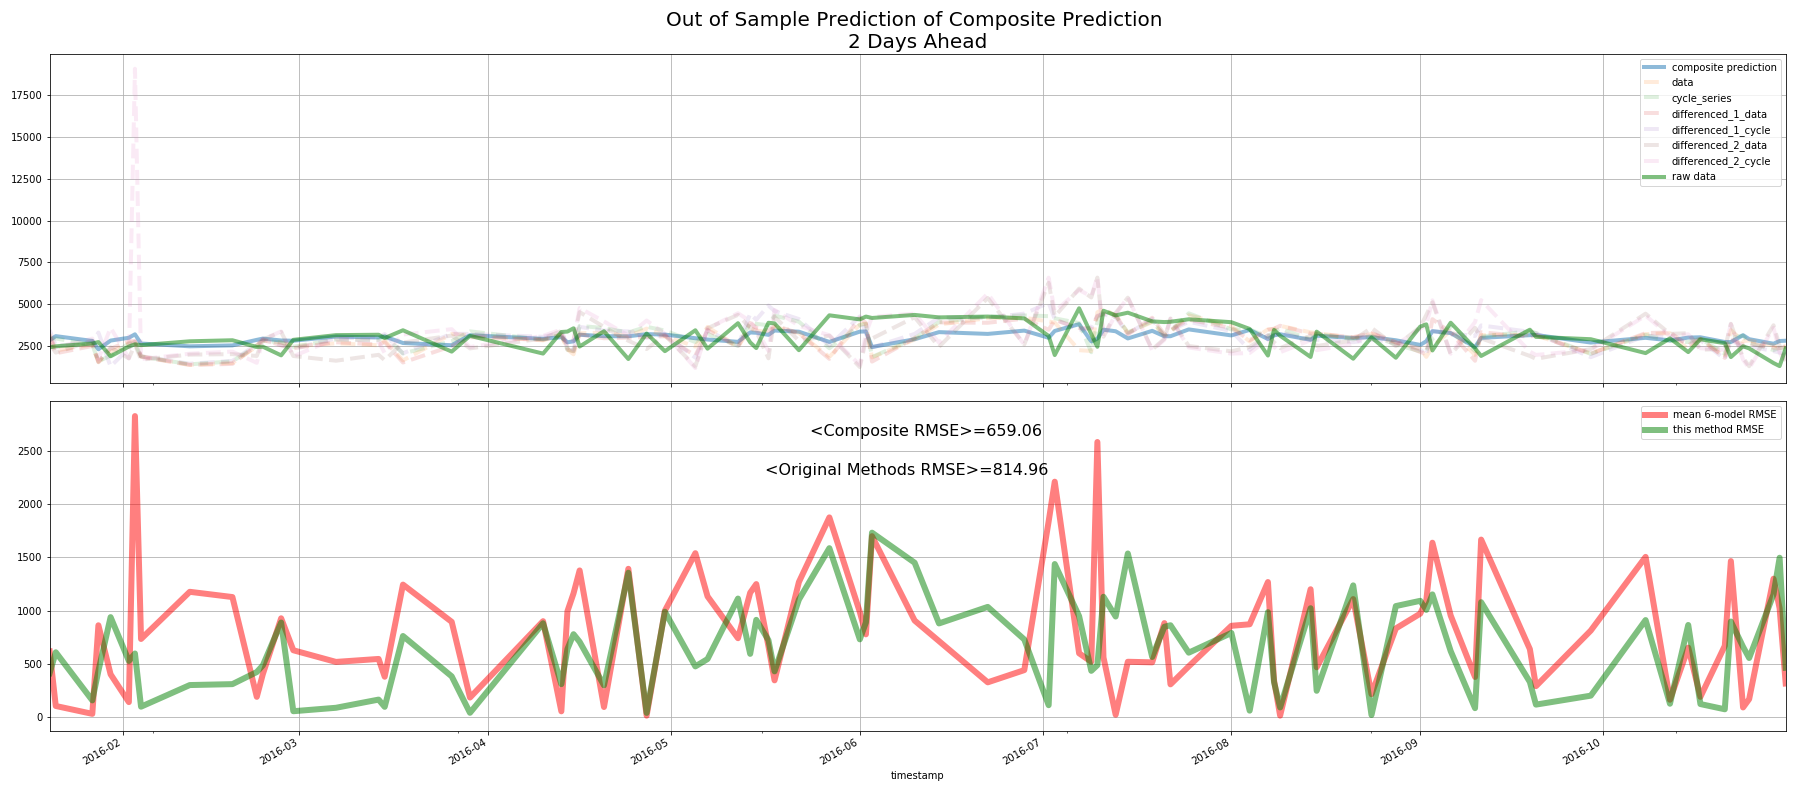 Out of Sample Prediction of Composite Prediction
2 Days Ahead
17500
15000
12500
10000
7500
5000
2500
composite prediction
data
cycle_series
differenced_1_data
differenced_1_cycle
differenced_2_data
differenced_2_cycle
raw data
2500
2000
1500
1000
500
0
<Composite RMSE>=659.06
<Original Methods RMSE>=814.96
mean 6-model RMSE
this method RMSE
2016-02
2016-03
2016-04
2016-05
2016-06
2016-07
2016-08
2016-09
2016-10
timestamp